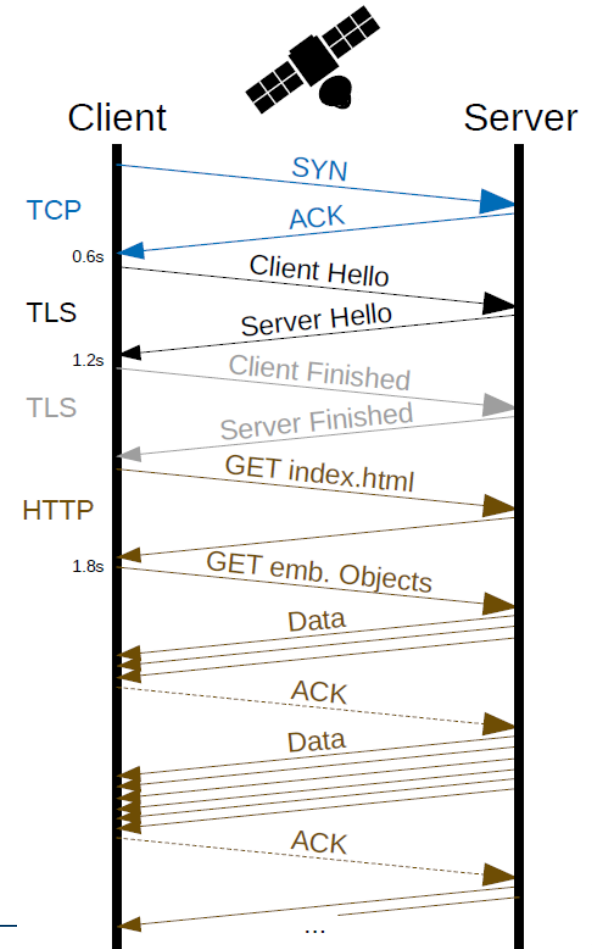 Client
Server
SYN
TCP
ACK
0.6s
Client Hello
TLS
Server Hello
1.2s
Client Finished
TLS
Server Finished
GET index.html
HTTP
1.8s
GET emb. Objects
Data
ACK
Data
ACK
...